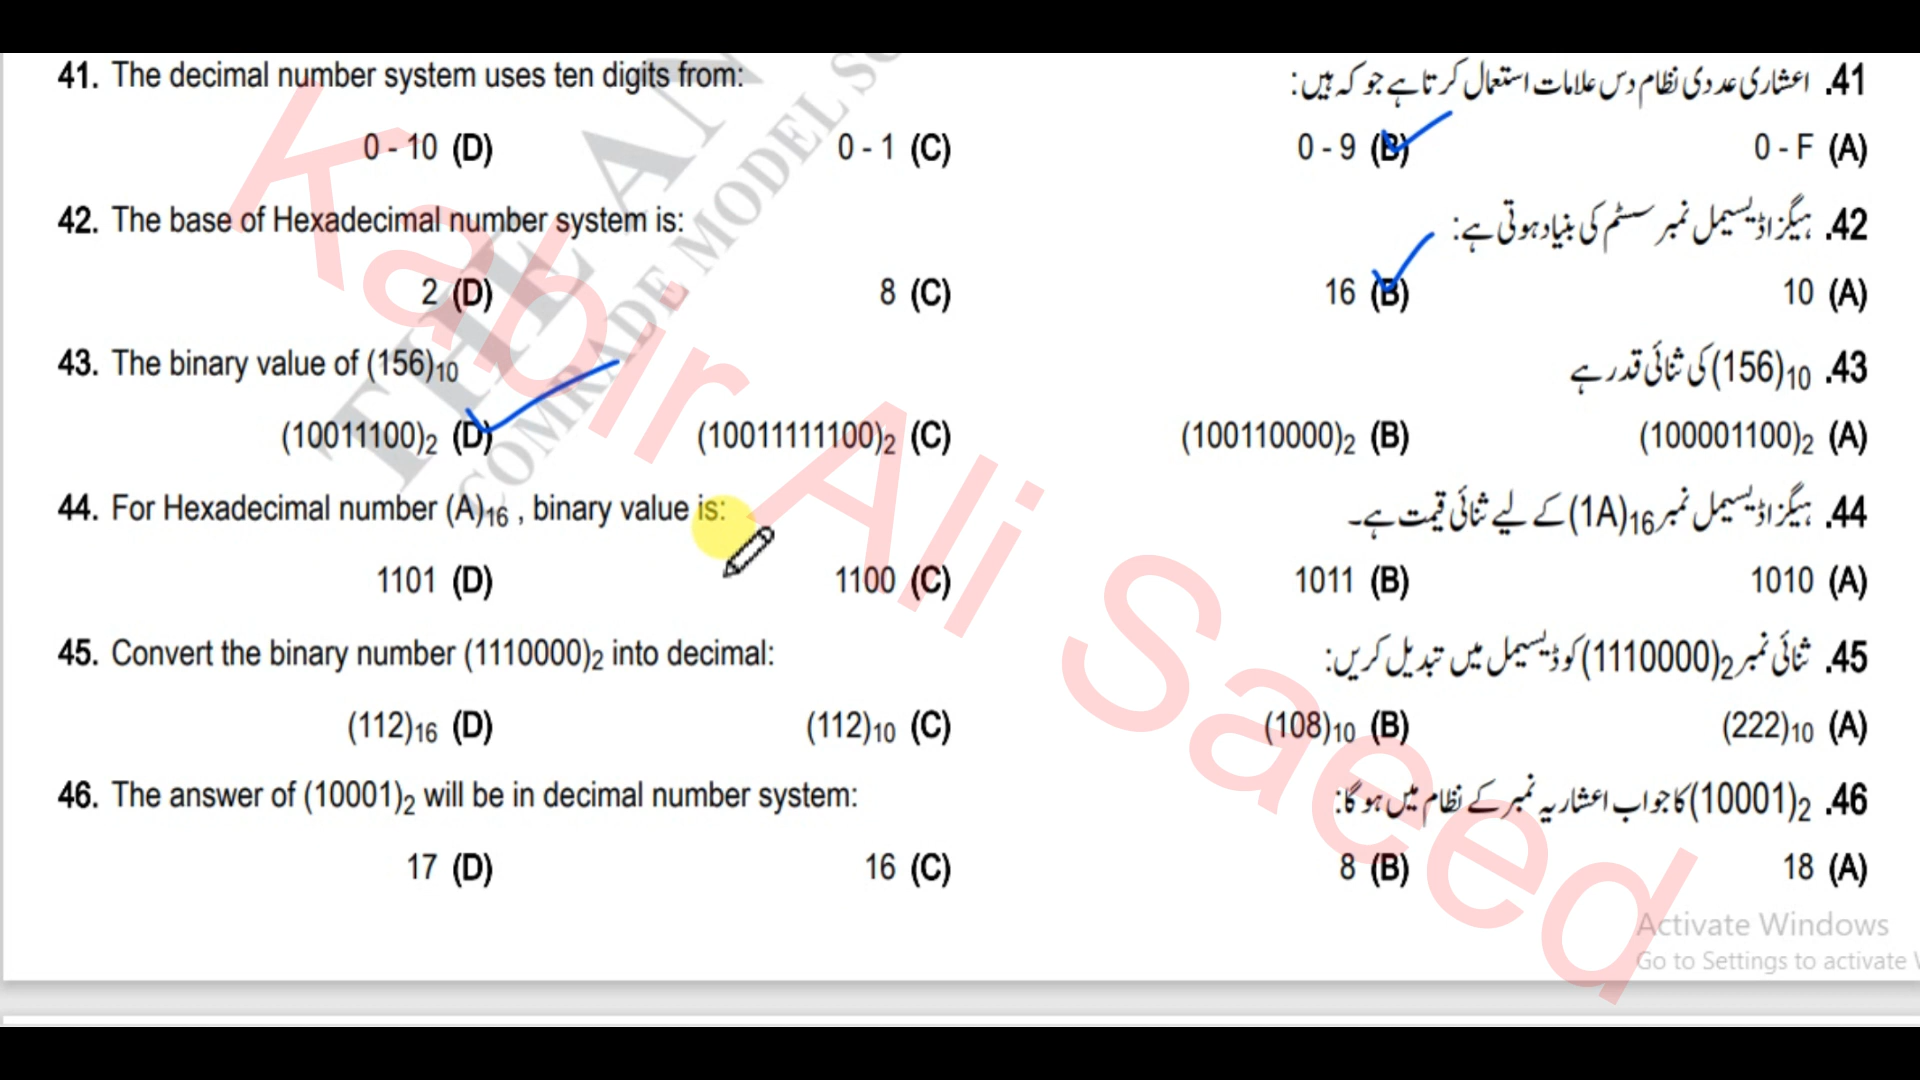 41. The decimal number system uses ten digits from: اعشاری عددی نظام دس علامات استعمال کرتا ہے جو کہ ہیں: .41
0 - 10 (D) 0 - 1 (C) 0 - 9 (B) 0 - F (A)
42. The base of Hexadecimal number system is: ہیگزاڈیسیمل نمبر سسٹم کی بنیاد ہوتی ہے: .42
2 (D) 8 (C) 16 (B) 10 (A)
43. The binary value of (156)10 (156)10 کی ثنائی قدر ہے .43
(10011100)2 (D) (10011111100)2 (C) (100110000)2 (B) (100001100)2 (A)
44. For Hexadecimal number (A)16 , binary value is: ہیگزاڈیسیمل نمبر (1A)16 کے لیے ثنائی قیمت ہے۔ .44
1101 (D) 1100 (C) 1011 (B) 1010 (A)
45. Convert the binary number (1110000)2 into decimal: ثنائی نمبر (1110000)2 کو ڈیسیمل میں تبدیل کریں: .45
(112)16 (D) (112)10 (C) (108)10 (B) (222)10 (A)
46. The answer of (10001)2 will be in decimal number system: (10001)2 کا جواب اعشاریہ نمبر کے نظام میں ہو گا: .46
17 (D) 16 (C) 8 (B) 18 (A)
Kabir Ali Saeed
THE AN
COMRADE MODEL SC
Activate Windows
Go to Settings to activate